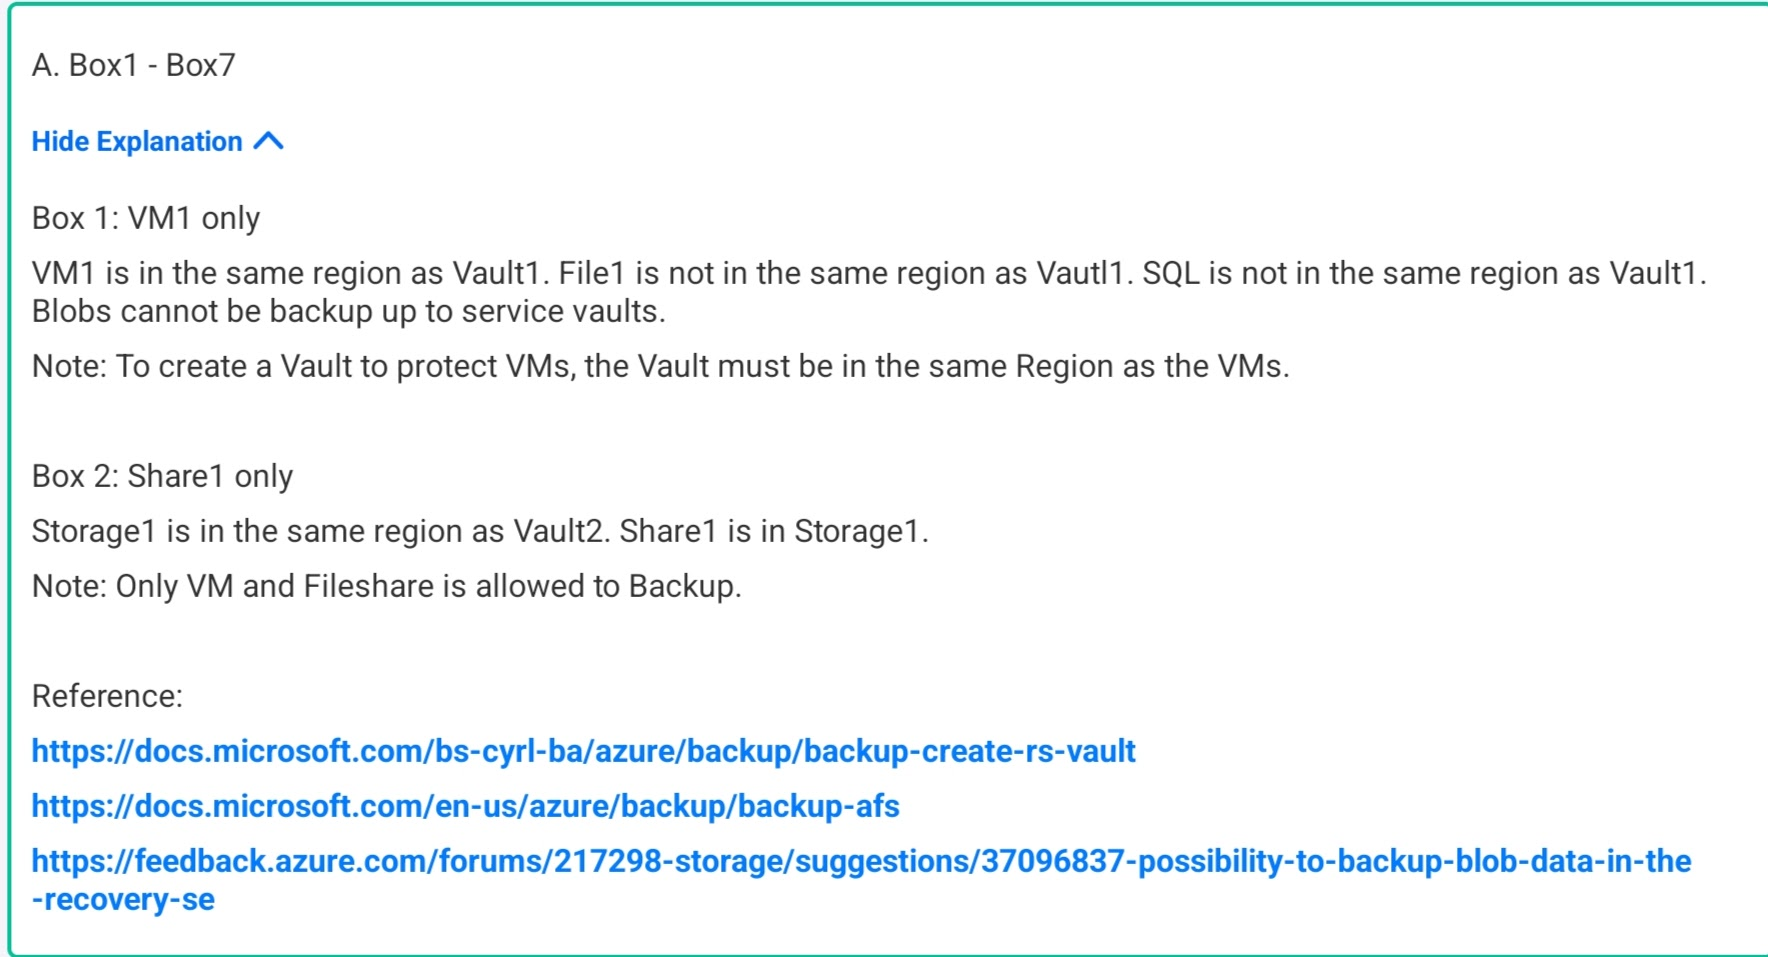 A. Box1 - Box7
Hide Explanation
Box 1: VM1 only
VM1 is in the same region as Vault1. File1 is not in the same region as Vautl1. SQL is not in the same region as Vault1.
Blobs cannot be backup up to service vaults.
Note: To create a Vault to protect VMs, the Vault must be in the same Region as the VMs.
Box 2: Share1 only
Storage1 is in the same region as Vault2. Share1 is in Storage1.
Note: Only VM and Fileshare is allowed to Backup.
Reference:
https://docs.microsoft.com/bs-cyrl-ba/azure/backup/backup-create-rs-vault
https://docs.microsoft.com/en-us/azure/backup/backup-afs
https://feedback.azure.com/forums/217298-storage/suggestions/37096837-possibility-to-backup-blob-data-in-the
-recovery-se